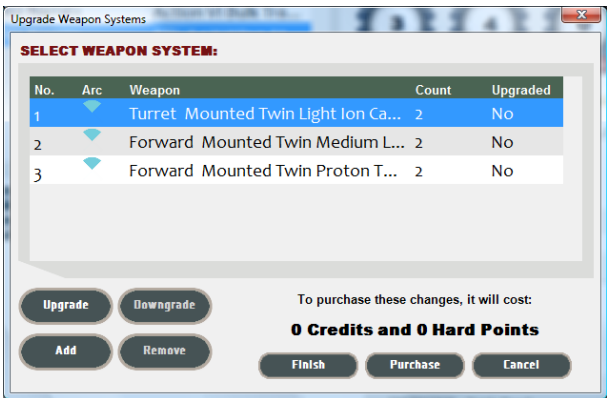 Upgrade Weapon Systems
SELECT WEAPON SYSTEM:
No. Arc Weapon Count Upgraded
1 Turret Mounted Twin Light Ion Ca... 2 No
2 Forward Mounted Twin Medium L... 2 No
3 Forward Mounted Twin Proton T... 2 No
Upgrade Downgrade
To purchase these changes, it will cost:
0 Credits and 0 Hard Points
Add Remove
Finish Purchase Cancel